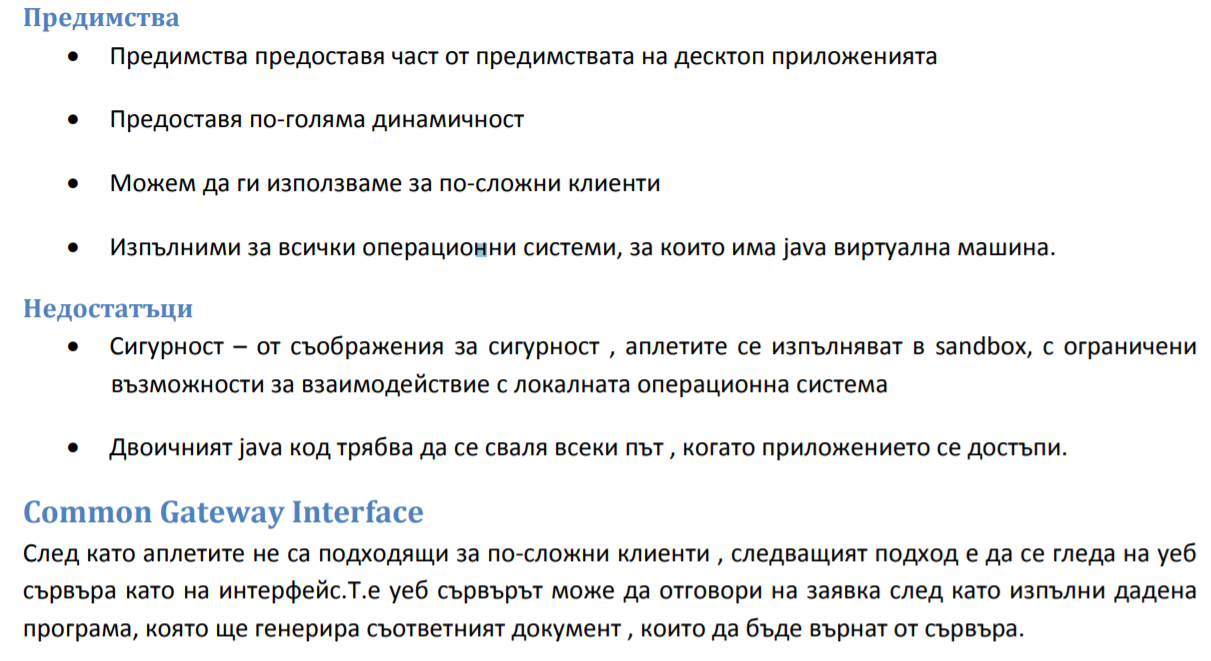 Предимства
• Предимства предоставя част от предимствата на десктоп приложенията
• Предоставя по-голяма динамичност
• Можем да ги използваме за по-сложни клиенти
• Изпълними за всички операционни системи, за които има java виртуална машина.
Недостатъци
• Сигурност – от съображения за сигурност , аплетите се изпълняват в sandbox, с ограничени
възможности за взаимодействие с локалната операционна система
• Двоичният java код трябва да се сваля всеки път , когато приложението се достъпи.
Common Gateway Interface
След като аплетите не са подходящи за по-сложни клиенти , следващият подход е да се гледа на уеб
сървъра като на интерфейс.Т.е уеб сървърът може да отговори на заявка след като изпълни дадена
програма, която ще генерира съответният документ , които да бъде върнат от сървъра.